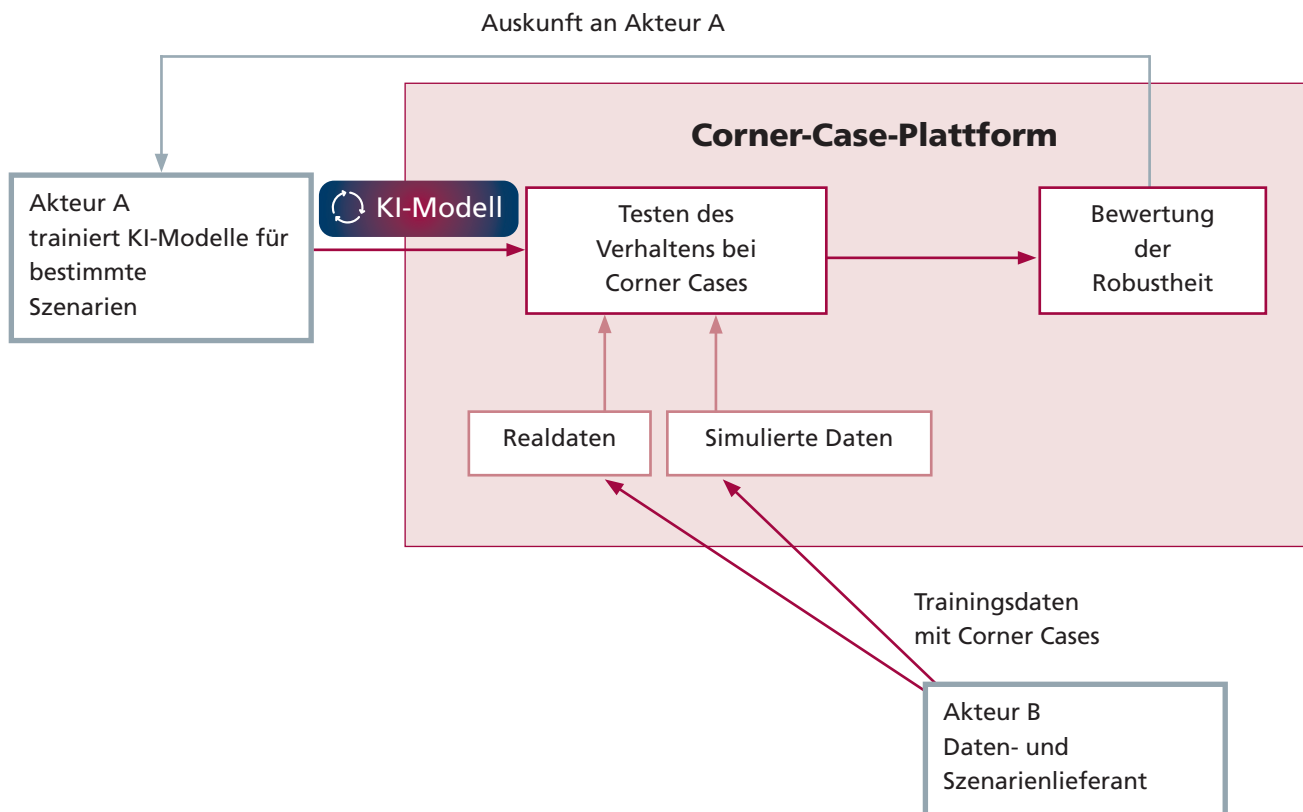 Auskunft an Akteur A
Corner-Case-Plattform
Akteur A
trainiert KI-Modelle für
bestimmte
Szenarien
KI-Modell
Testen des
Verhaltens bei
Corner Cases
Bewertung
der
Robustheit
Realdaten
Simulierte Daten
Trainingsdaten
mit Corner Cases
Akteur B
Daten- und
Szenarienlieferant